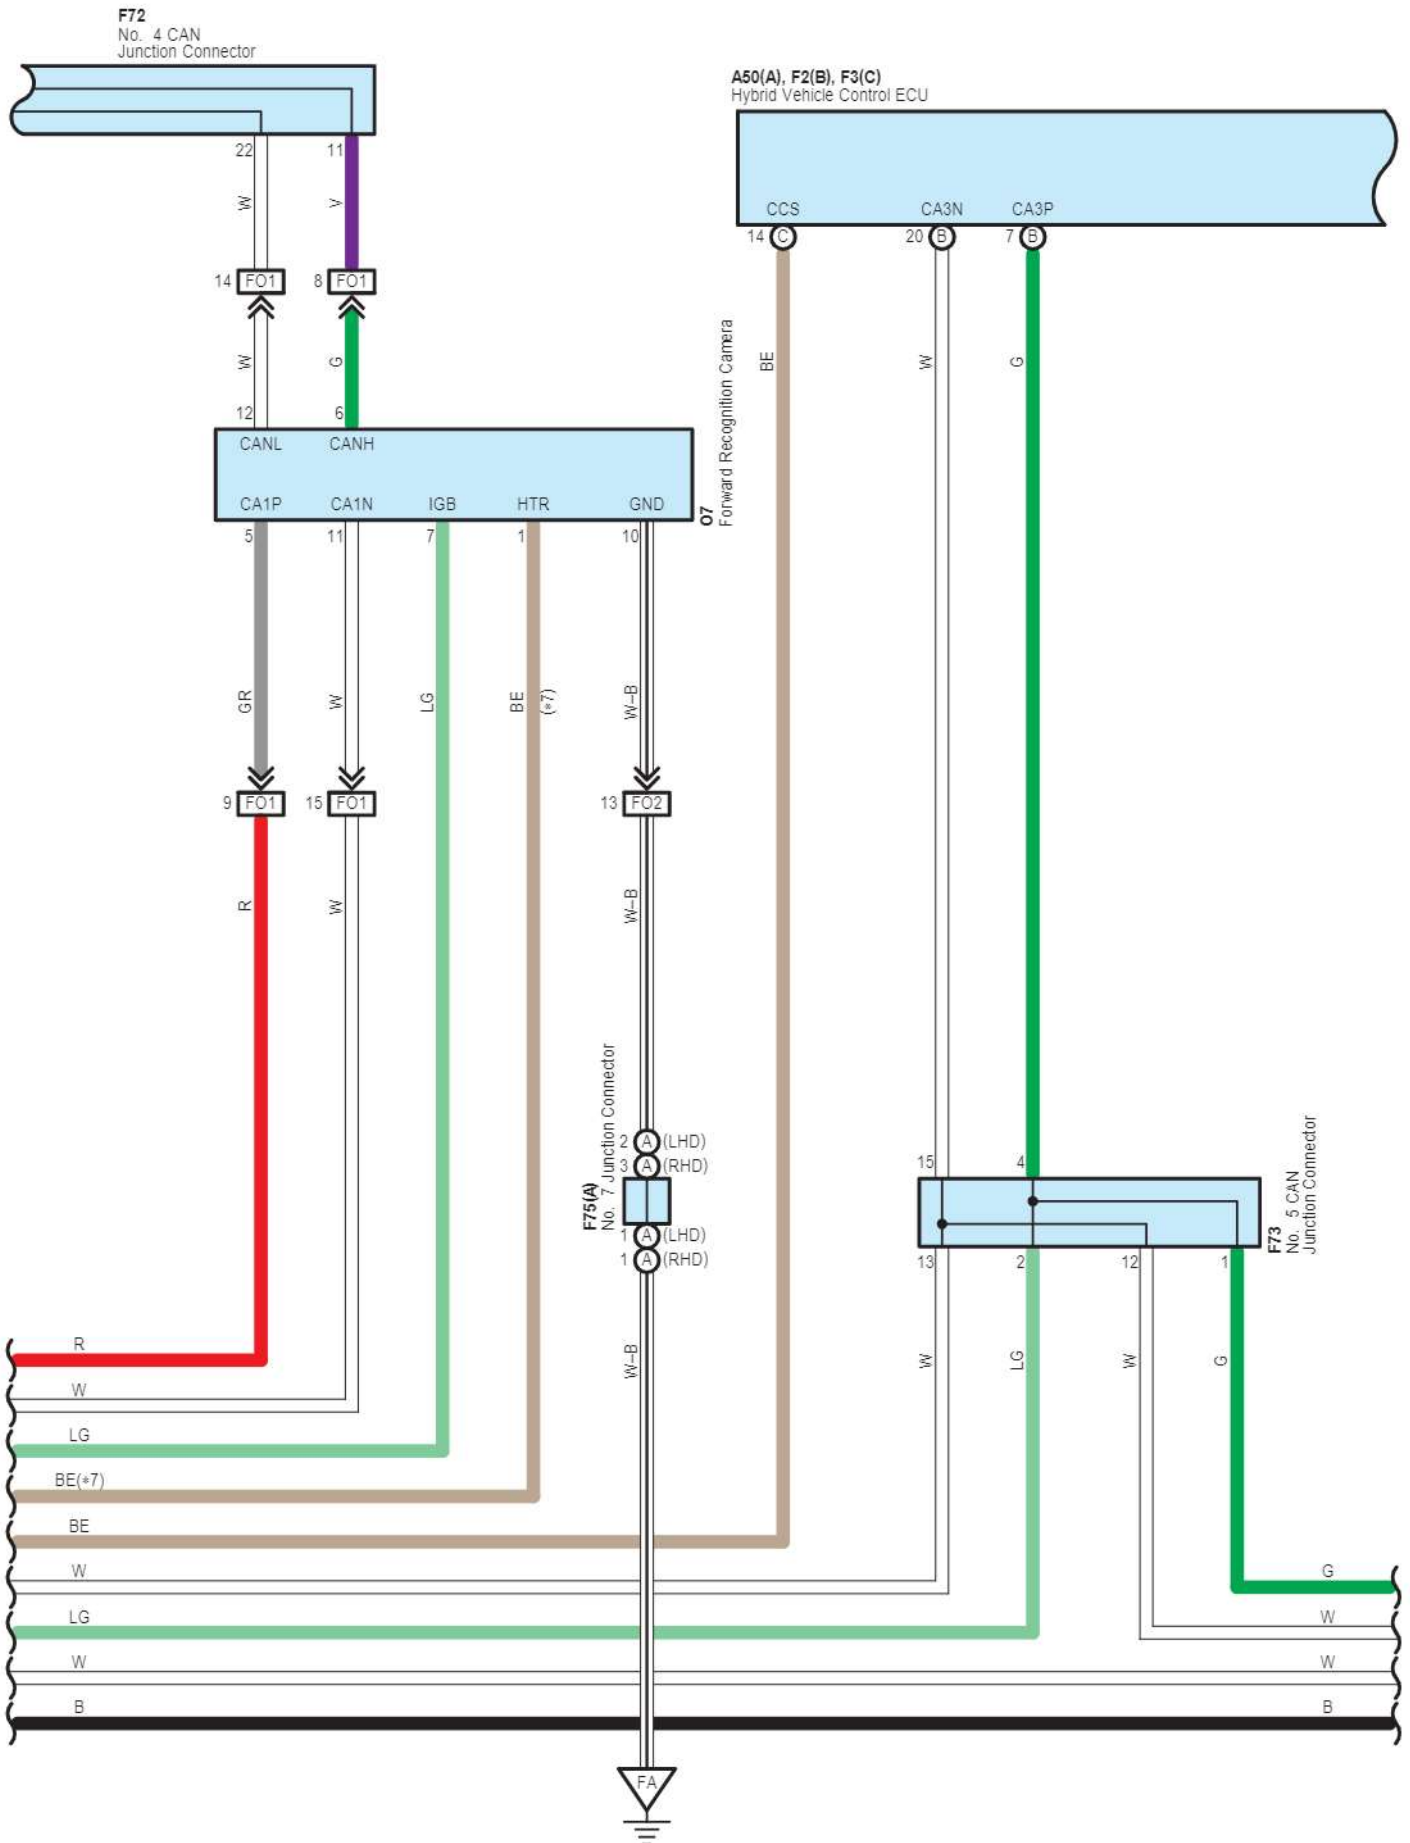 F72
No. 4 CAN
Junction Connector
A50(A), F2(B), F3(C)
Hybrid Vehicle Control ECU
22
11
W
V
CCS
CA3N
CA3P
14
C
20
B
7
B
14
FO1
8
FO1
W
G
BE
W
G
12
6
CANL
CANH
CA1P
CA1N
IGB
HTR
GND
O7
Forward Recognition Camera
5
11
7
1
10
GR
W
LG
BE
(*7)
W-B
9
FO1
15
FO1
13
FO2
R
W
W-B
F75(A)
No. 7 Junction Connector
2
A
(LHD)
3
A
(RHD)
1
A
(LHD)
1
A
(RHD)
15
4
F73
No. 5 CAN
Junction Connector
13
2
12
1
W-B
W
LG
W
G
R
W
LG
BE(*7)
BE
W
G
LG
W
W
W
B
B
FA